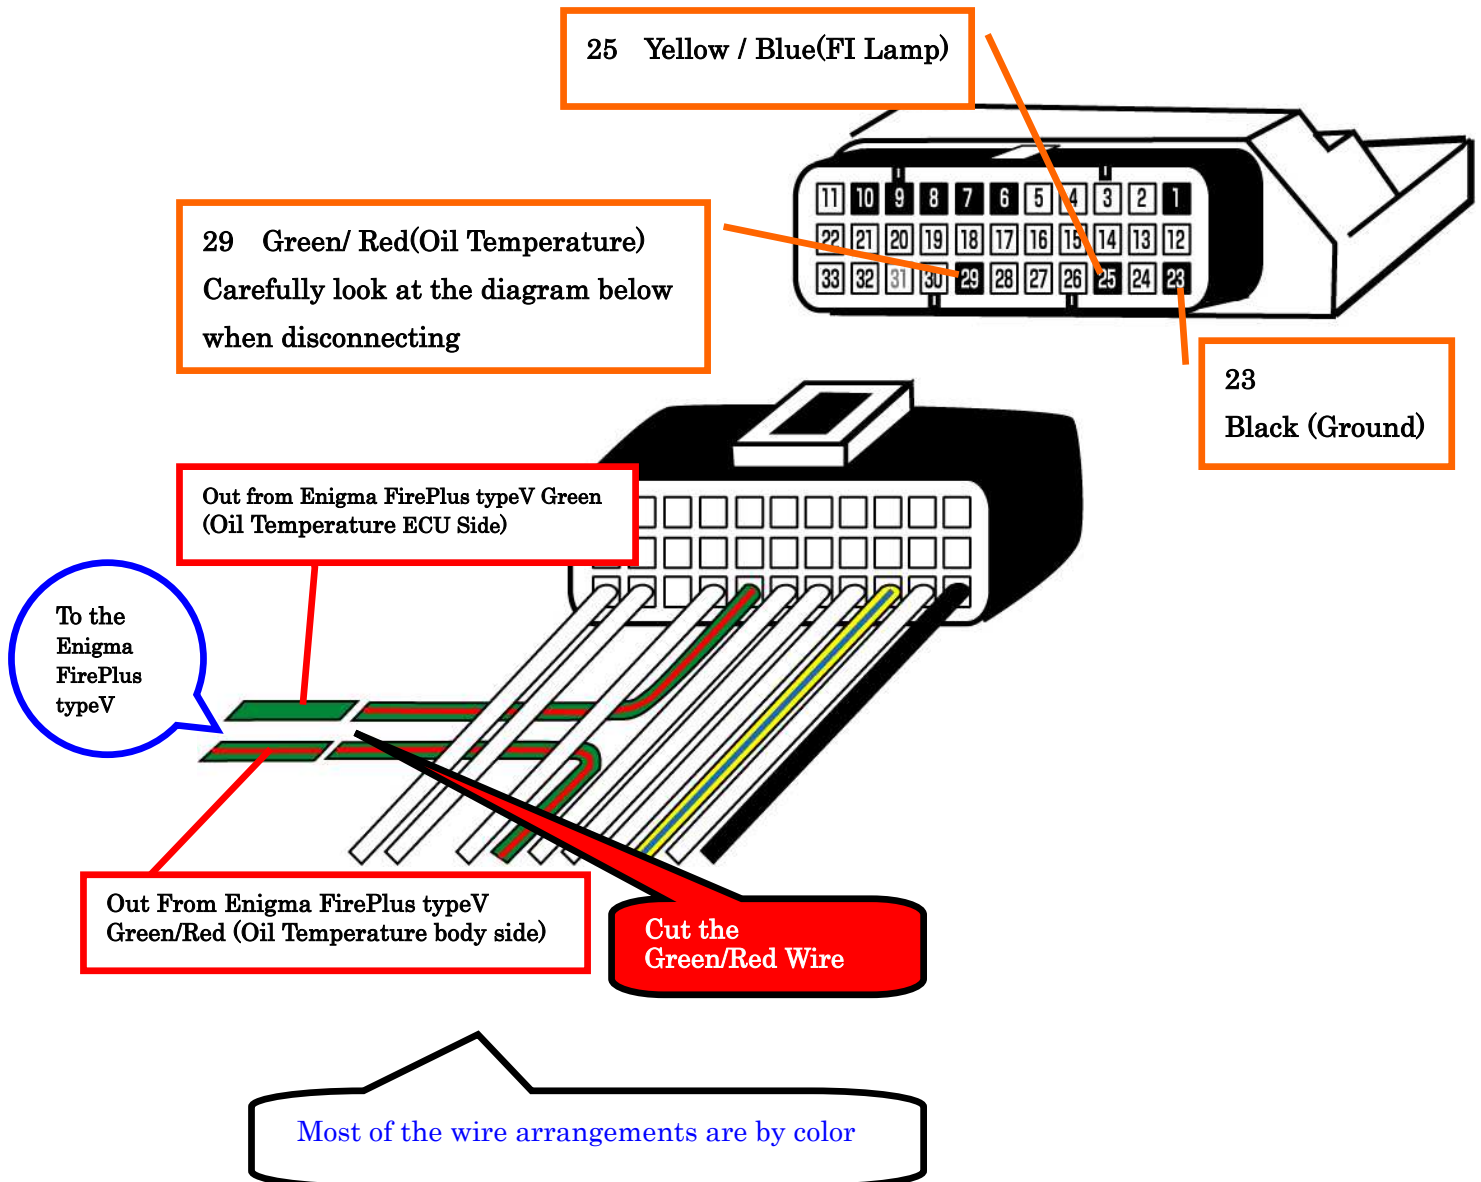 25 Yellow / Blue(FI Lamp)
11 10 9 8 7 6 5 4 3 2 1
22 21 20 19 18 17 16 15 14 13 12
33 32 31 30 29 28 27 26 25 24 23
29 Green/ Red(Oil Temperature)
Carefully look at the diagram below
when disconnecting
23
Black (Ground)
Out from Enigma FirePlus typeV Green
(Oil Temperature ECU Side)
To the
Enigma
FirePlus
typeV
Out From Enigma FirePlus typeV
Green/Red (Oil Temperature body side)
Cut the
Green/Red Wire
Most of the wire arrangements are by color